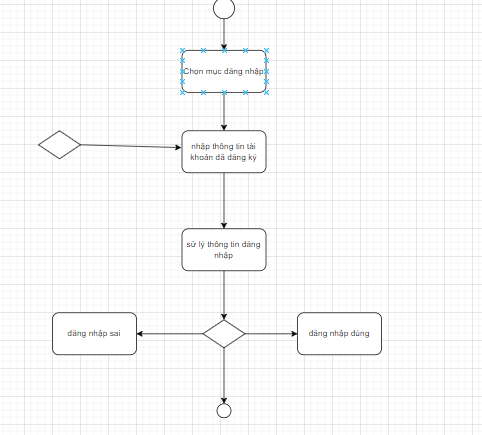 Chọn mục đăng nhập
nhập thông tin tài
khoản đã đăng ký
sử lý thông tin đăng
nhập
đăng nhập sai
đăng nhập đúng